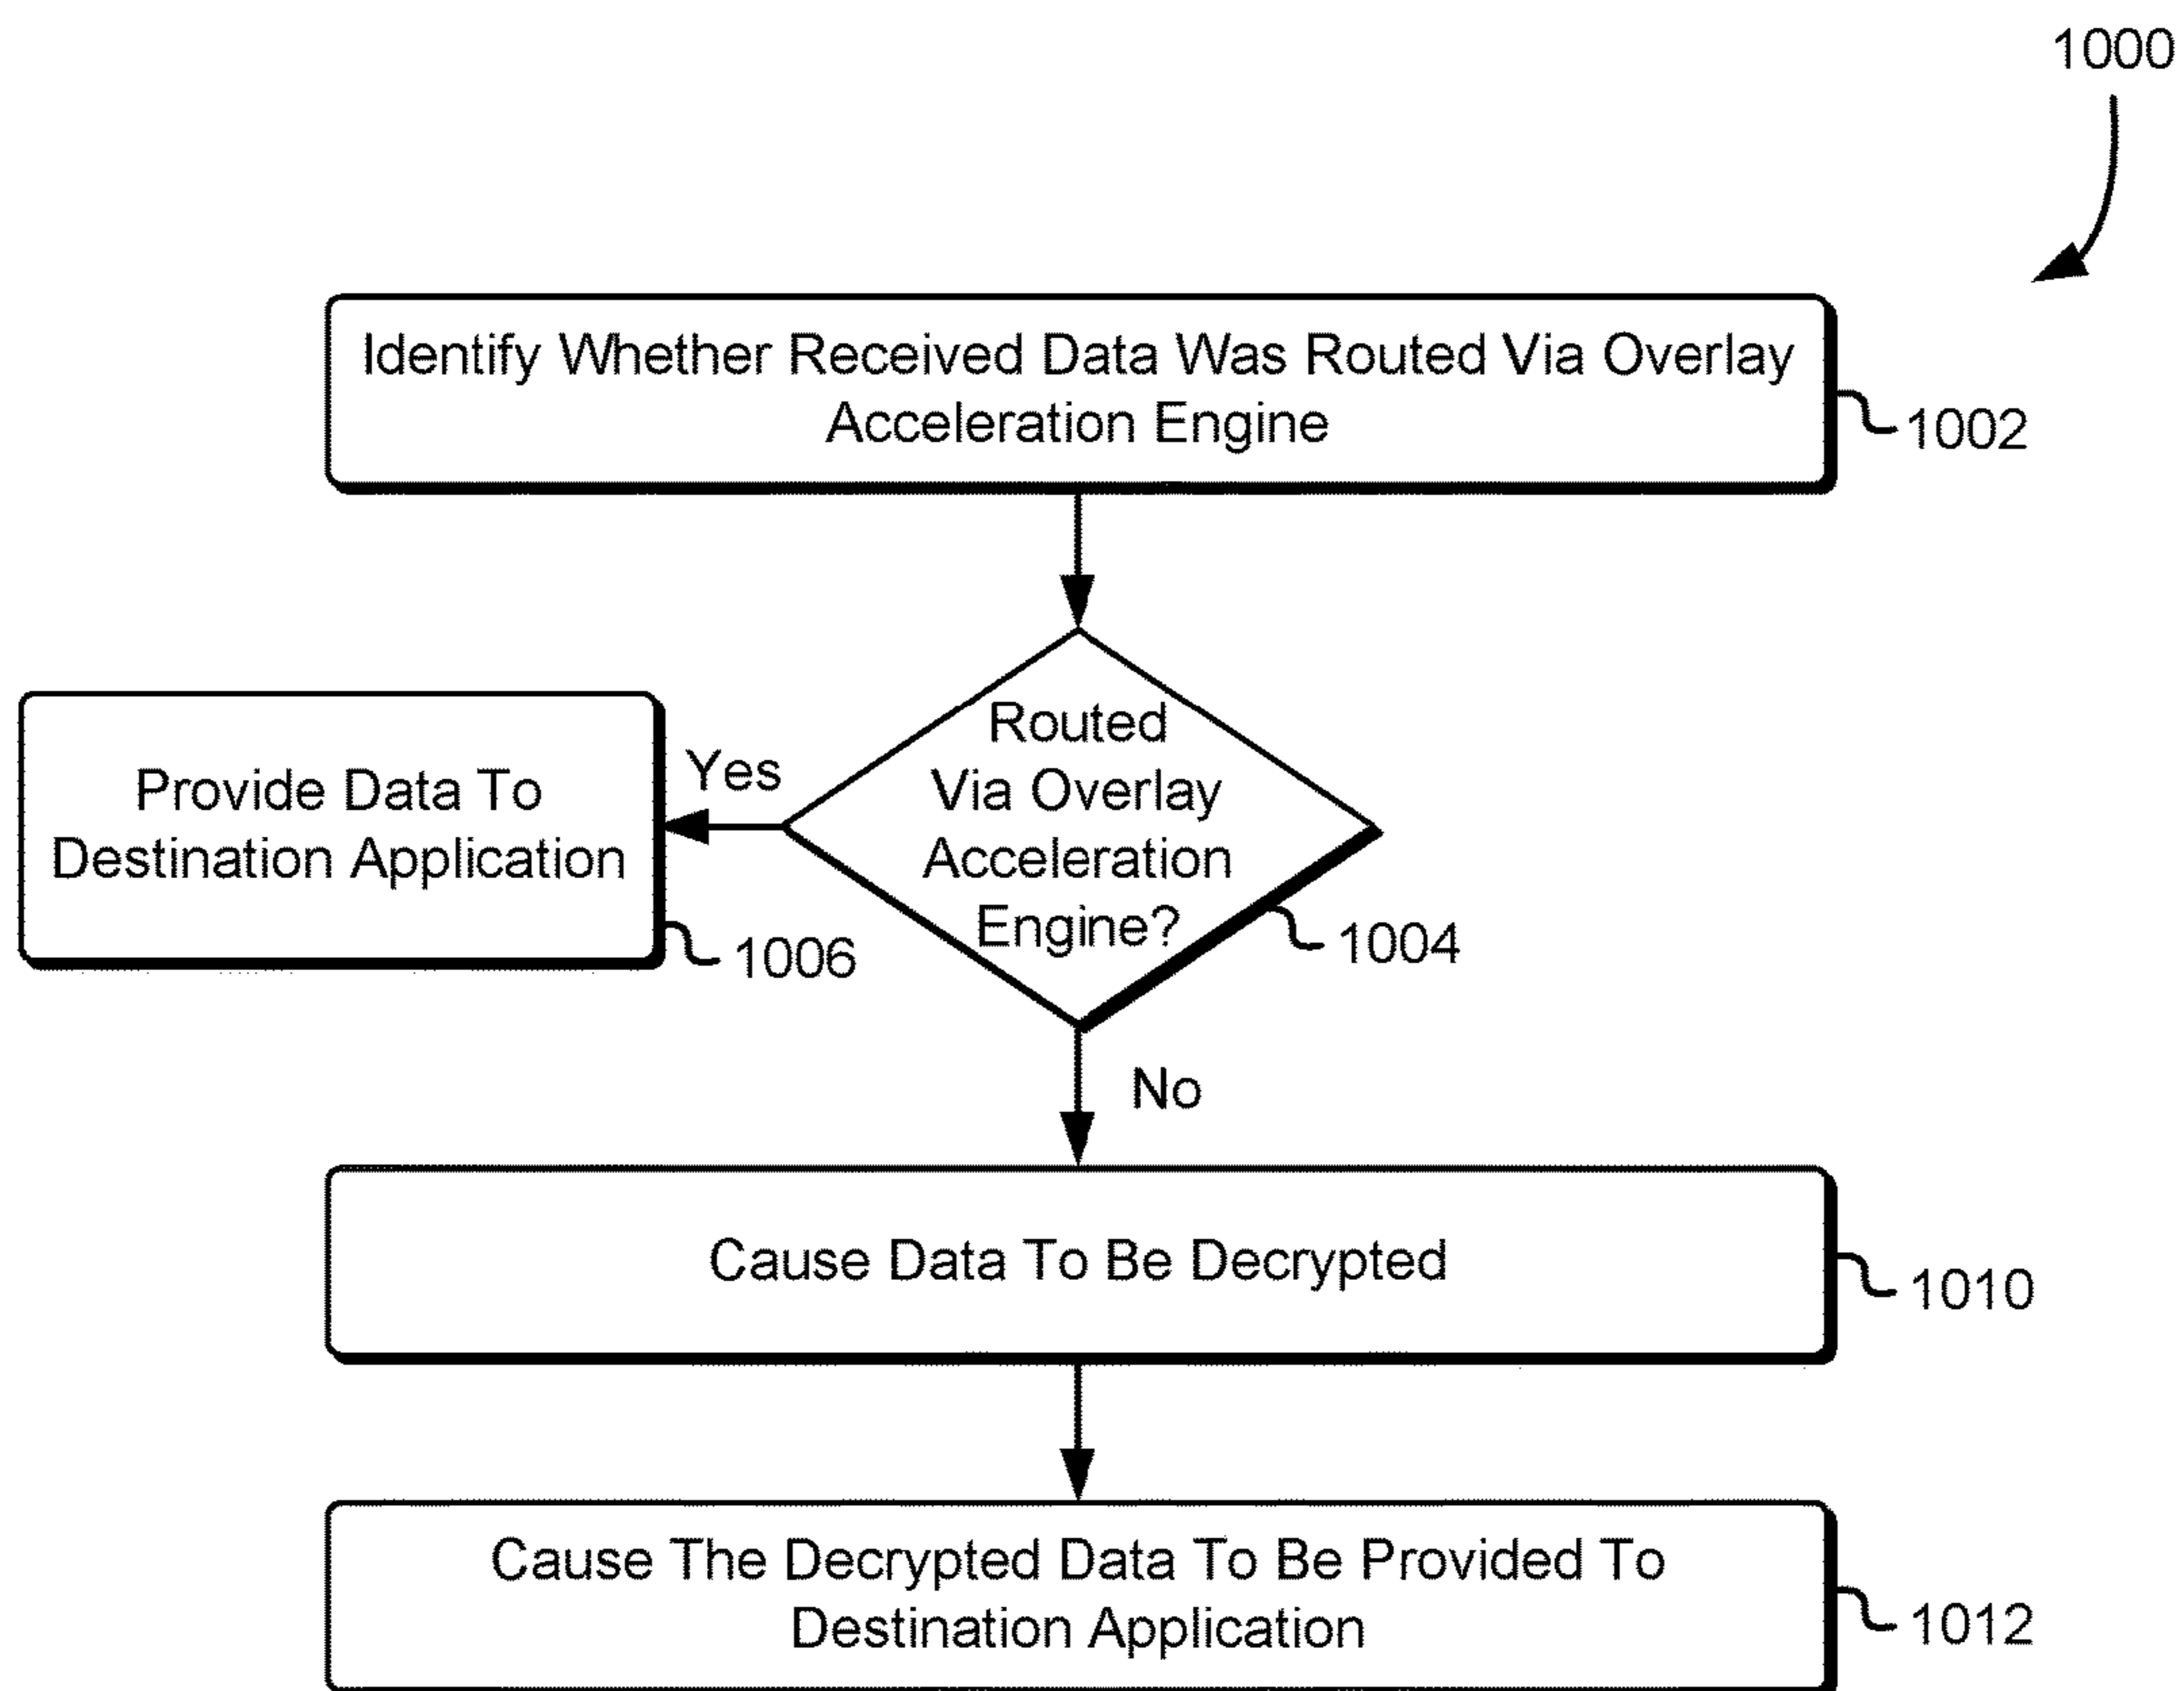 1000
Identify Whether Received Data Was Routed Via Overlay
Acceleration Engine
1002
Routed
Via Overlay
Acceleration
Engine?
1004
Yes
Provide Data To
Destination Application
1006
No
Cause Data To Be Decrypted
1010
Cause The Decrypted Data To Be Provided To
Destination Application
1012